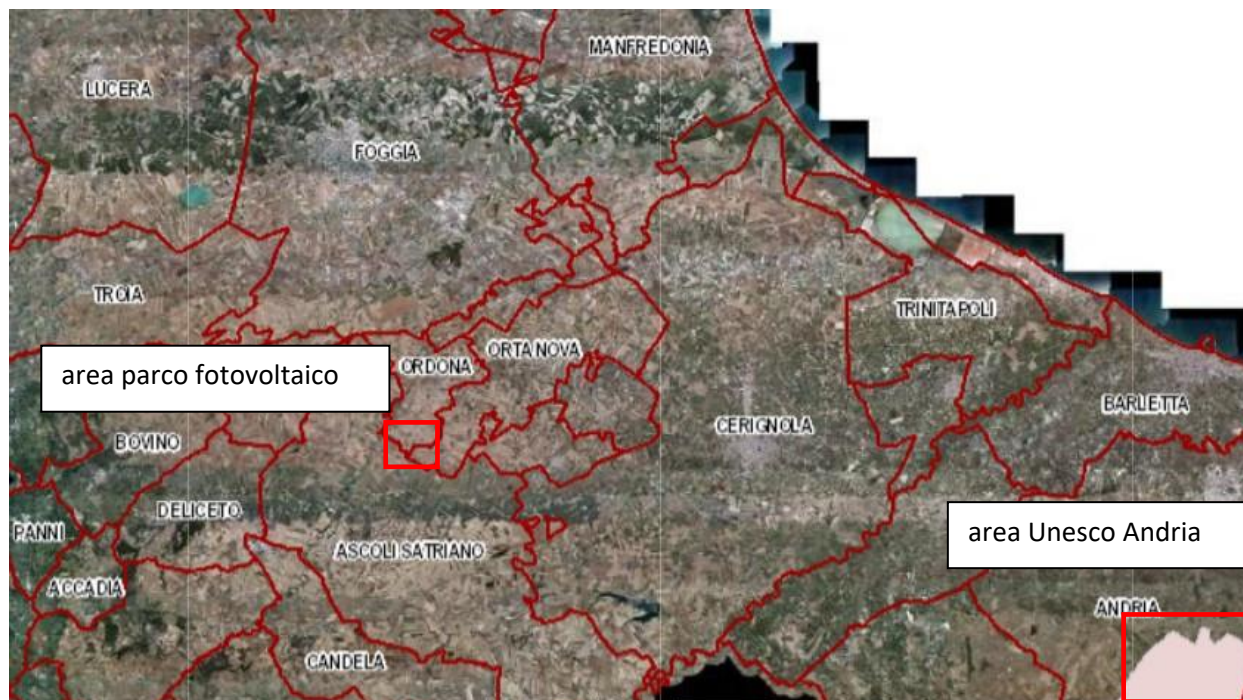 MANFREDONIA
LUCERA
FOGGIA
TROIA
TRINITAPOLI
ORTA NOVA
ORDONA
area parco fotovoltaico
BARLETTA
CERIGNOLA
BOVINO
DELICETO
PANNI
area Unesco Andria
ASCOLI SATRIANO
ACCADIA
ANDRIA
CANDELA